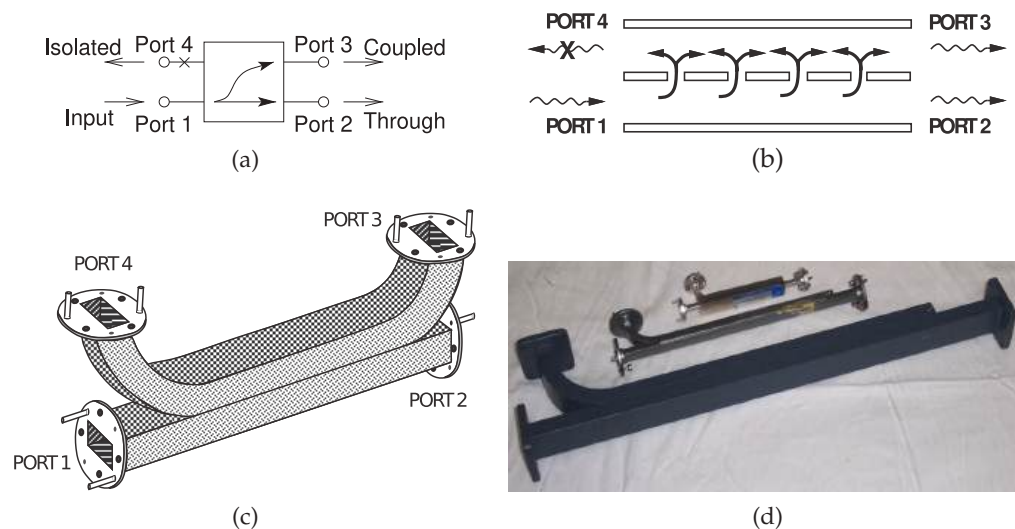 Isolated Port 4 Port 3 Coupled
Input Port 1 Port 2 Through
(a)
PORT 4 PORT 3
X
PORT 1 PORT 2
(b)
PORT 3
PORT 4
PORT 2
PORT 1
(c)
(d)